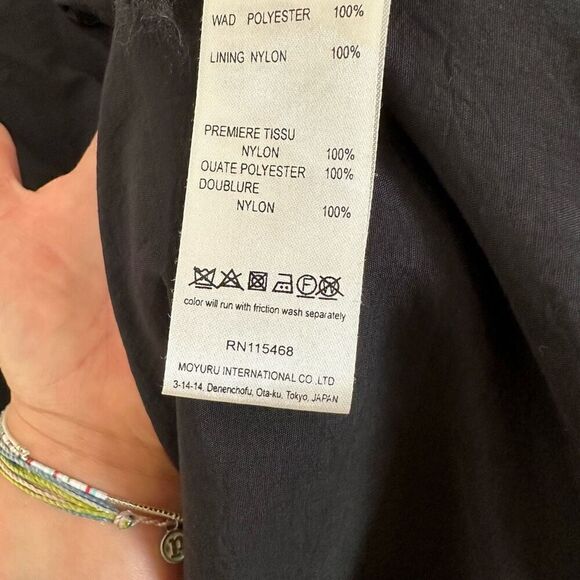 WAD POLYESTER 100%
LINING NYLON 100%
PREMIERE TISSU
NYLON 100%
OUATE POLYESTER 100%
DOUBLURE
NYLON 100%
F W
color will run with friction wash separately
RN115468
MOYURU INTERNATIONAL CO.,LTD
3-14-14, Denenchofu, Ota-ku, Tokyo, JAPAN